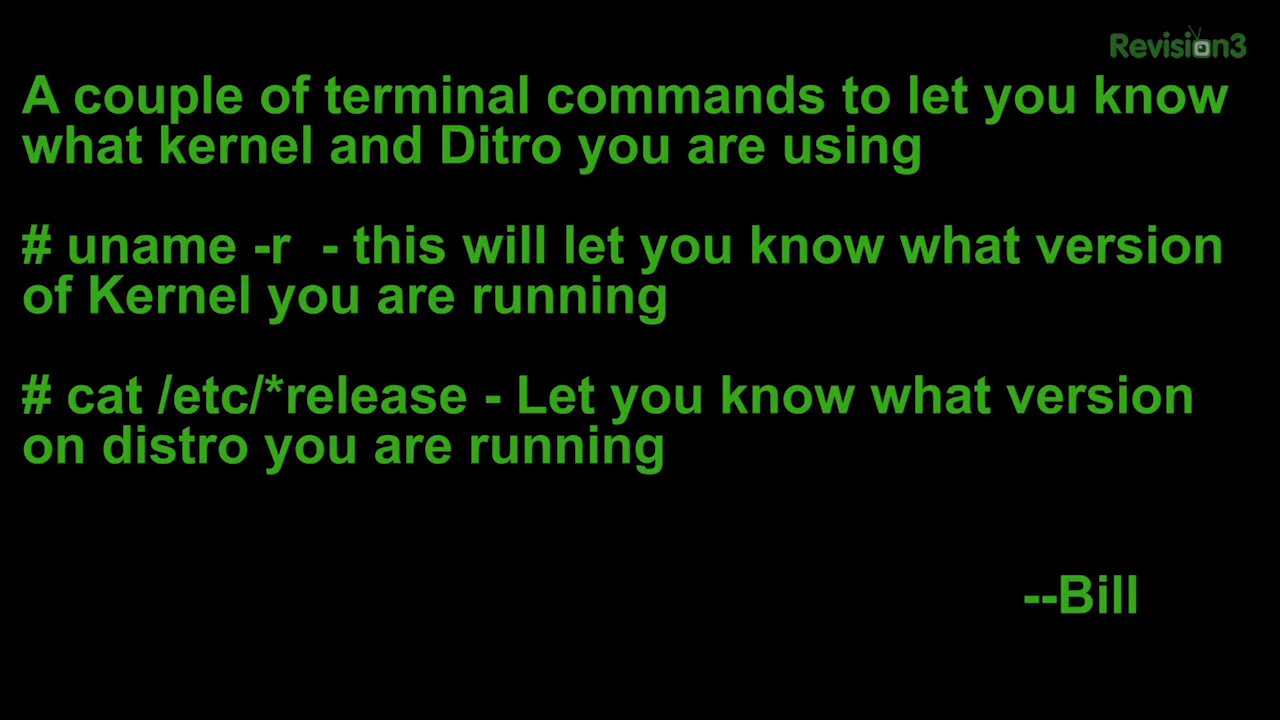 Revision3
A couple of terminal commands to let you know
what kernel and Ditro you are using
# uname -r  - this will let you know what version
of Kernel you are running
# cat /etc/*release - Let you know what version
on distro you are running
--Bill